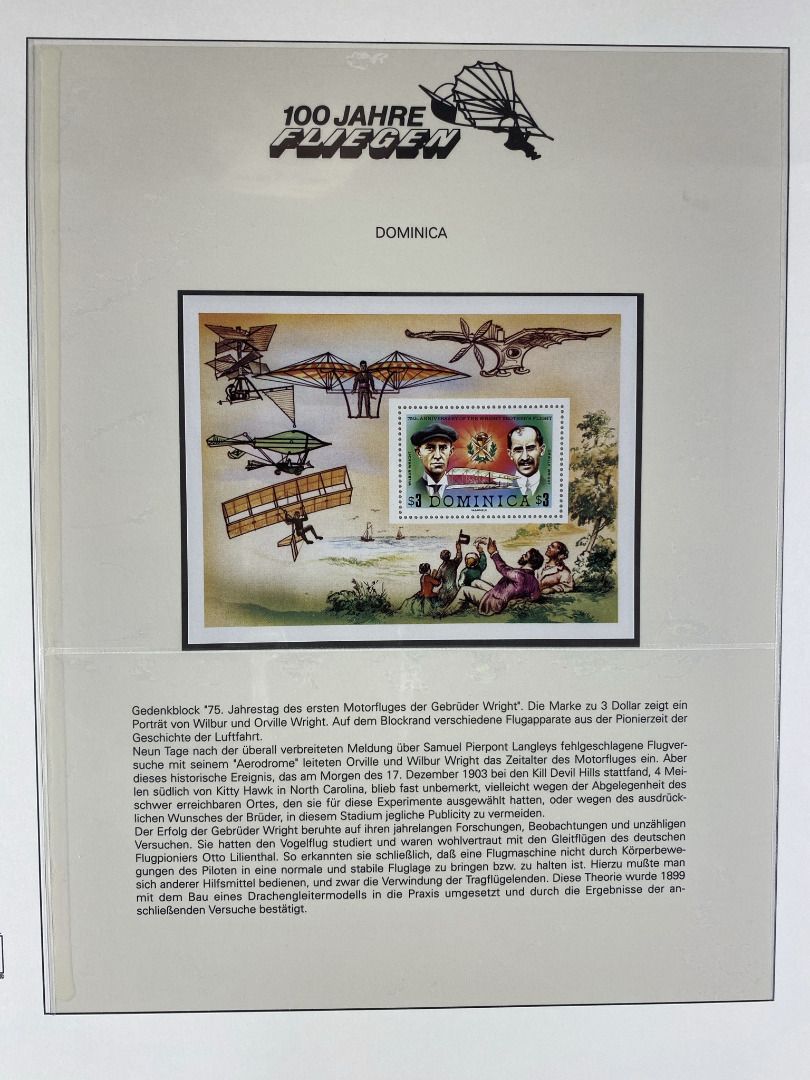 100 JAHRE
FLIEGEN
DOMINICA
75th ANNIVERSARY OF THE WRIGHT BROTHERS FLIGHT
WILBUR WRIGHT
ORVILLE WRIGHT
$3 DOMINICA $3
Gedenkblock "75. Jahrestag des ersten Motorfluges der Gebrüder Wright". Die Marke zu 3 Dollar zeigt ein
Porträt von Wilbur und Orville Wright. Auf dem Blockrand verschiedene Flugapparate aus der Pionierzeit der
Geschichte der Luftfahrt.
Neun Tage nach der überall verbreiteten Meldung über Samuel Pierpont Langleys fehlgeschlagene Flugver-
suche mit seinem "Aerodrome" leiteten Orville und Wilbur Wright das Zeitalter des Motorfluges ein. Aber
dieses historische Ereignis, das am Morgen des 17. Dezember 1903 bei den Kill Devil Hills stattfand, 4 Mei-
len südlich von Kitty Hawk in North Carolina, blieb fast unbemerkt, vielleicht wegen der Abgelegenheit des
schwer erreichbaren Ortes, den sie für diese Experimente ausgewählt hatten, oder wegen des ausdrück-
lichen Wunsches der Brüder, in diesem Stadium jegliche Publicity zu vermeiden.
Der Erfolg der Gebrüder Wright beruhte auf ihren jahrelangen Forschungen, Beobachtungen und unzähligen
Versuchen. Sie hatten den Vogelflug studiert und waren wohlvertraut mit den Gleitflügen des deutschen
Flugpioniers Otto Lilienthal. So erkannten sie schließlich, daß eine Flugmaschine nicht durch Körperbewe-
gungen des Piloten in eine normale und stabile Fluglage zu bringen bzw. zu halten ist. Hierzu mußte man
sich anderer Hilfsmittel bedienen, und zwar die Verwindung der Tragflügelenden. Diese Theorie wurde 1899
mit dem Bau eines Drachengleitermodells in die Praxis umgesetzt und durch die Ergebnisse der an-
schließenden Versuche bestätigt.